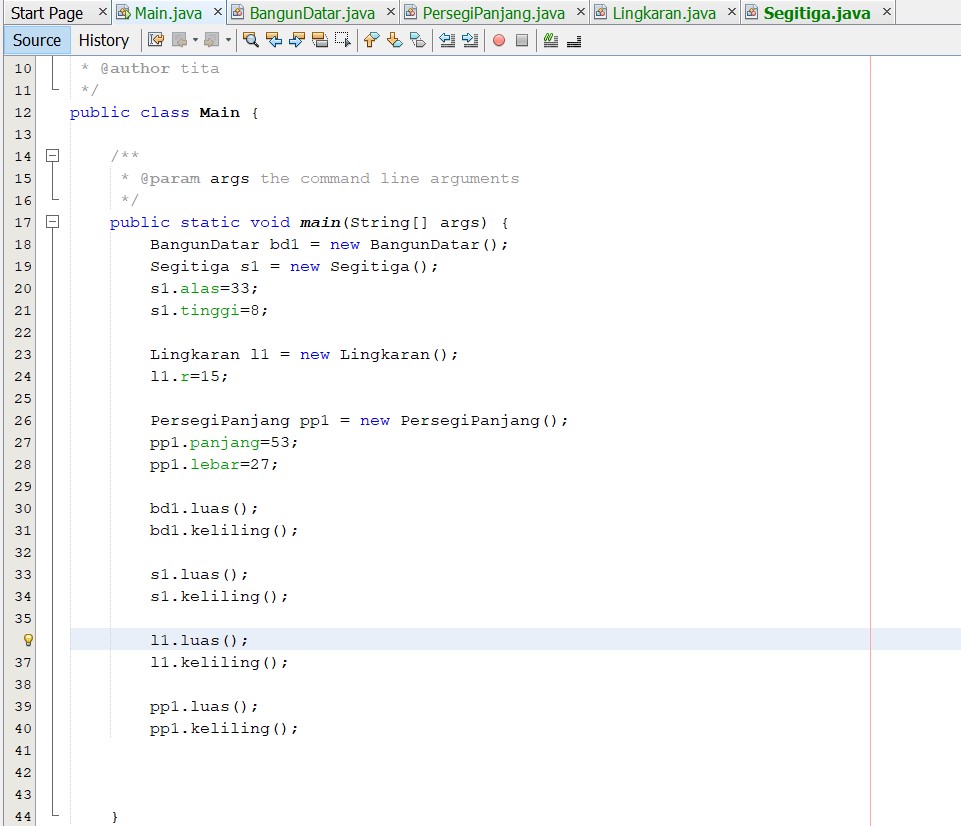 Start Page Main.java BangunDatar.java PersegiPanjang.java Lingkaran.java Segitiga.java
Source History
10 * @author tita
11 */
12 public class Main {
13
14 /**
15 * @param args the command line arguments
16 */
17 public static void main(String[] args) {
18 BangunDatar bd1 = new BangunDatar();
19 Segitiga s1 = new Segitiga();
20 s1.alas=33;
21 s1.tinggi=8;
22
23 Lingkaran l1 = new Lingkaran();
24 l1.r=15;
25
26 PersegiPanjang pp1 = new PersegiPanjang();
27 pp1.panjang=53;
28 pp1.lebar=27;
29
30 bd1.luas();
31 bd1.keliling();
32
33 s1.luas();
34 s1.keliling();
35
l1.luas();
37 l1.keliling();
38
39 pp1.luas();
40 pp1.keliling();
41
42
43
44 }